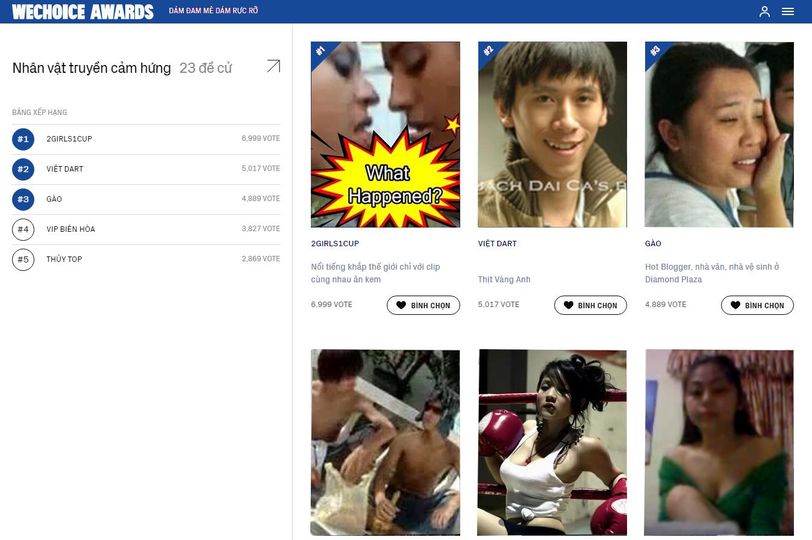 WECHOICE AWARDS
DÁM ĐAM MÊ DÁM RỰC RỠ
Nhân vật truyền cảm hứng 23 đề cử
BẢNG XẾP HẠNG
#1 2GIRLS1CUP 6,999 VOTE
#2 VIỆT DART 5,017 VOTE
#3 GÀO 4,889 VOTE
#4 VIP BIÊN HÒA 3,827 VOTE
#5 THỦY TOP 2,869 VOTE
#1
What
Happened?
2GIRLS1CUP
Nổi tiếng khắp thế giới chỉ với clip
cùng nhau ăn kem
6,999 VOTE
BÌNH CHỌN
#2
BÁCH ĐẠI CA'S B
VIỆT DART
Thịt Vàng Anh
5,017 VOTE
BÌNH CHỌN
#3
GÀO
Hot Blogger, nhà văn, nhà vệ sinh ở
Diamond Plaza
4,889 VOTE
BÌNH CHỌN